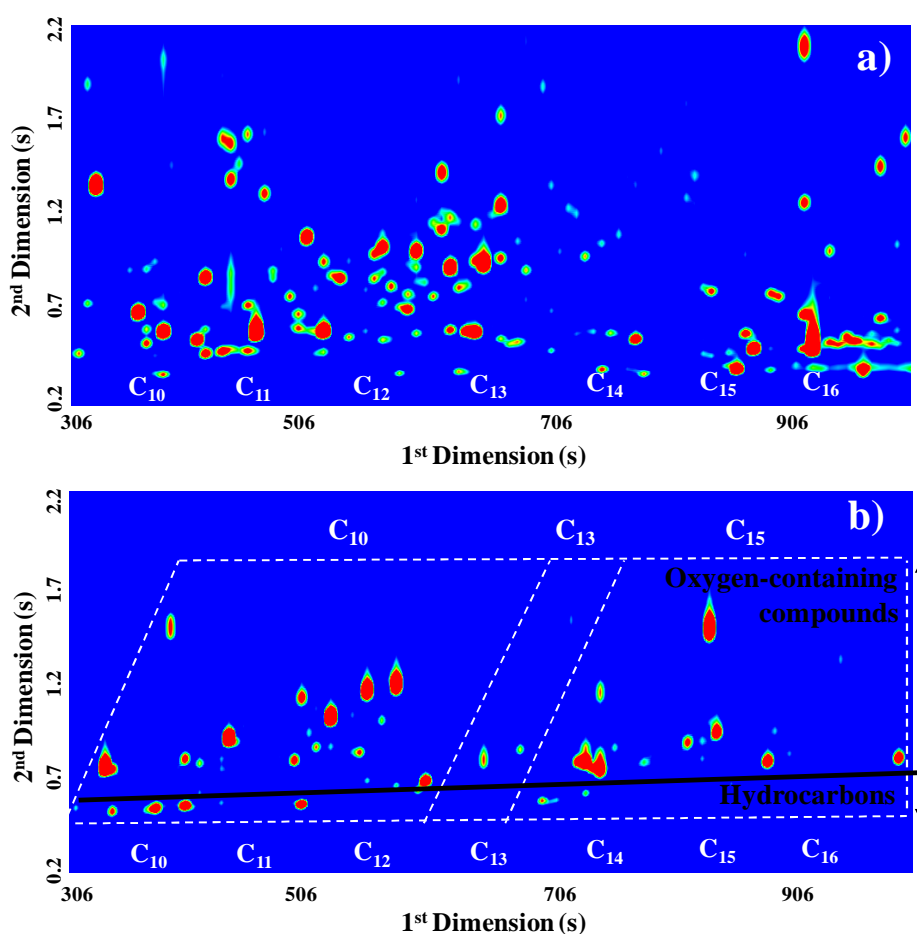 a)
2.2
1.7
1.2
0.7
0.2
2nd Dimension (s)
C10 C11 C12 C13 C14 C15 C16
306 506 706 906
1st Dimension (s)
b)
C10 C13 C15
Oxygen-containing
compounds
Hydrocarbons
2.2
1.7
1.2
0.7
0.2
2nd Dimension (s)
C10 C11 C12 C13 C14 C15 C16
306 506 706 906
1st Dimension (s)